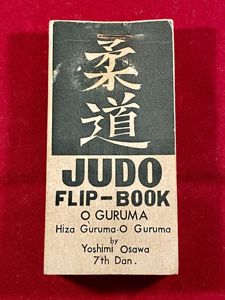 柔
道
JUDO
FLIP-BOOK
O GURUMA
Hiza Guruma-O Guruma
by
Yoshimi Osawa
7th Dan.